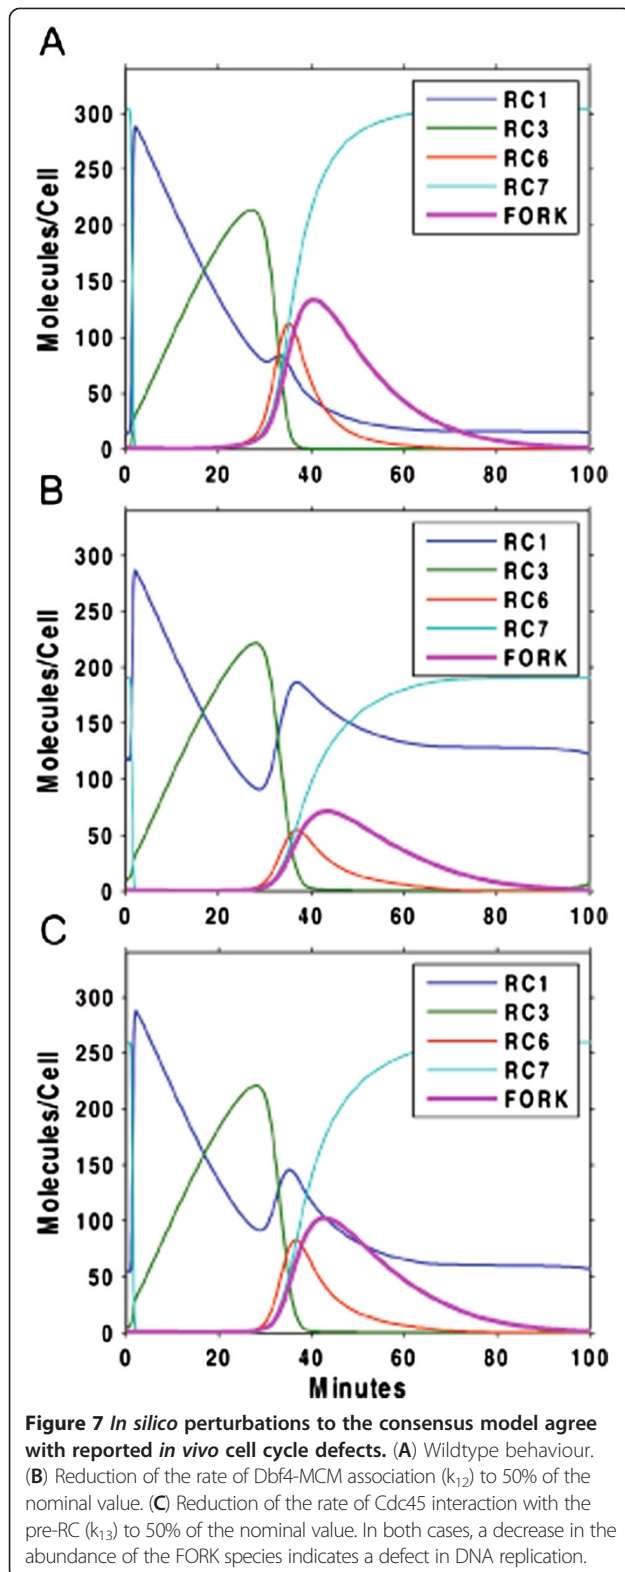 A
Molecules/Cell
300
250
200
150
100
50
0
0 20 40 60 80 100
RC1
RC3
RC6
RC7
FORK
B
Molecules/Cell
300
250
200
150
100
50
0
0 20 40 60 80 100
RC1
RC3
RC6
RC7
FORK
C
Molecules/Cell
300
250
200
150
100
50
0
0 20 40 60 80 100
Minutes
RC1
RC3
RC6
RC7
FORK
Figure 7 In silico perturbations to the consensus model agree
with reported in vivo cell cycle defects. (A) Wildtype behaviour.
(B) Reduction of the rate of Dbf4-MCM association (k₁₂) to 50% of the
nominal value. (C) Reduction of the rate of Cdc45 interaction with the
pre-RC (k₁₃) to 50% of the nominal value. In both cases, a decrease in the
abundance of the FORK species indicates a defect in DNA replication.